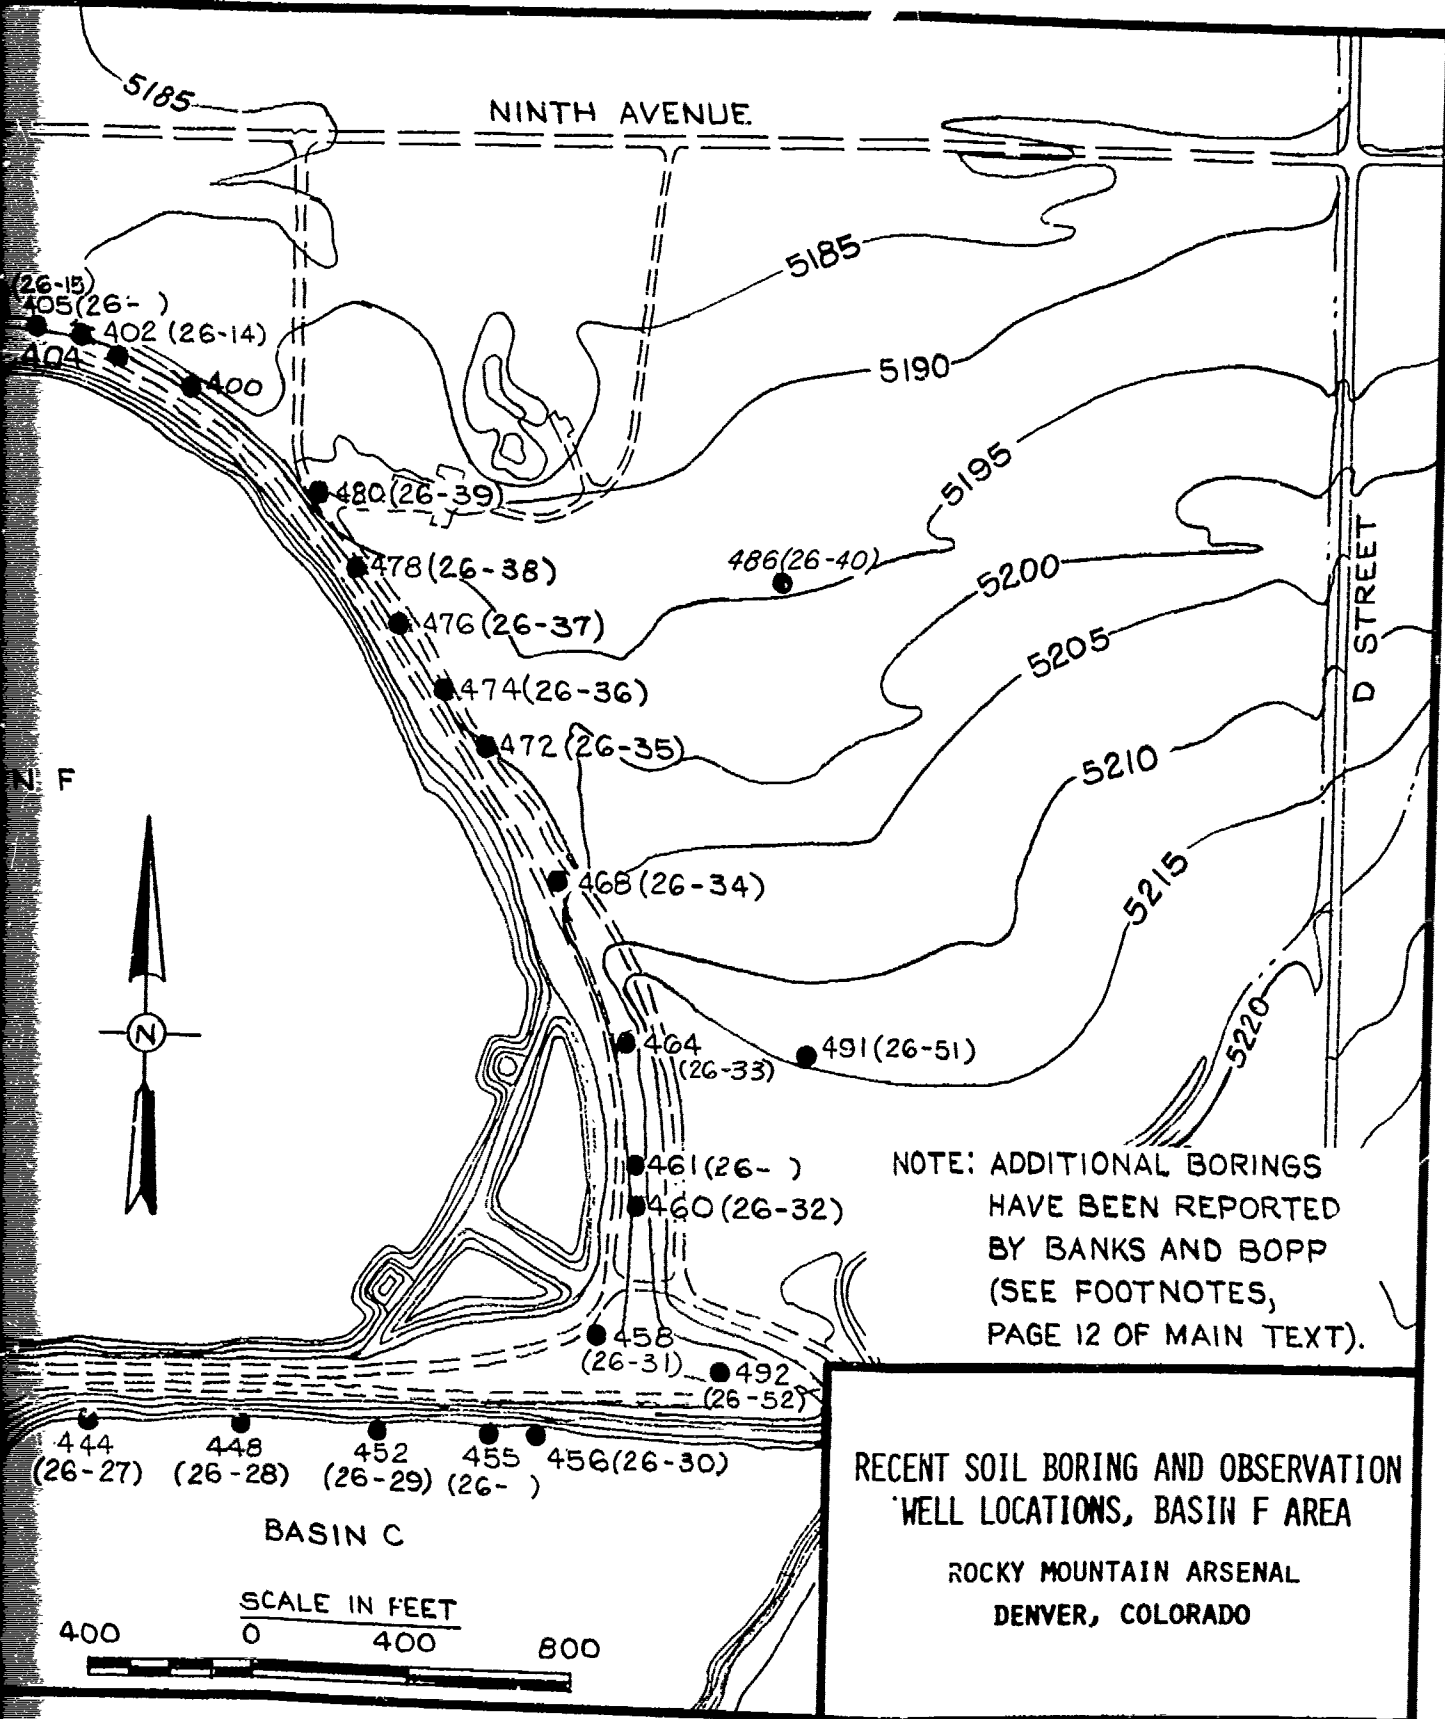 5185
NINTH AVENUE
5185
(26-15)
405(26- )
402 (26-14)
404
400
5190
5195
480(26-39)
478(26-38)
486(26-40)
5200
476(26-37)
5205
D STREET
474(26-36)
472(26-35)
5210
N F
468(26-34)
5215
N
464
(26-33)
491(26-51)
5220
461(26- )
460(26-32)
NOTE: ADDITIONAL BORINGS
HAVE BEEN REPORTED
BY BANKS AND BOPP
(SEE FOOTNOTES,
PAGE 12 OF MAIN TEXT).
458
(26-31)
492
(26-52)
444
(26-27)
448
(26-28)
452
(26-29)
455
(26- )
456(26-30)
BASIN C
RECENT SOIL BORING AND OBSERVATION
WELL LOCATIONS, BASIN F AREA
ROCKY MOUNTAIN ARSENAL
DENVER, COLORADO
SCALE IN FEET
400 0 400 800